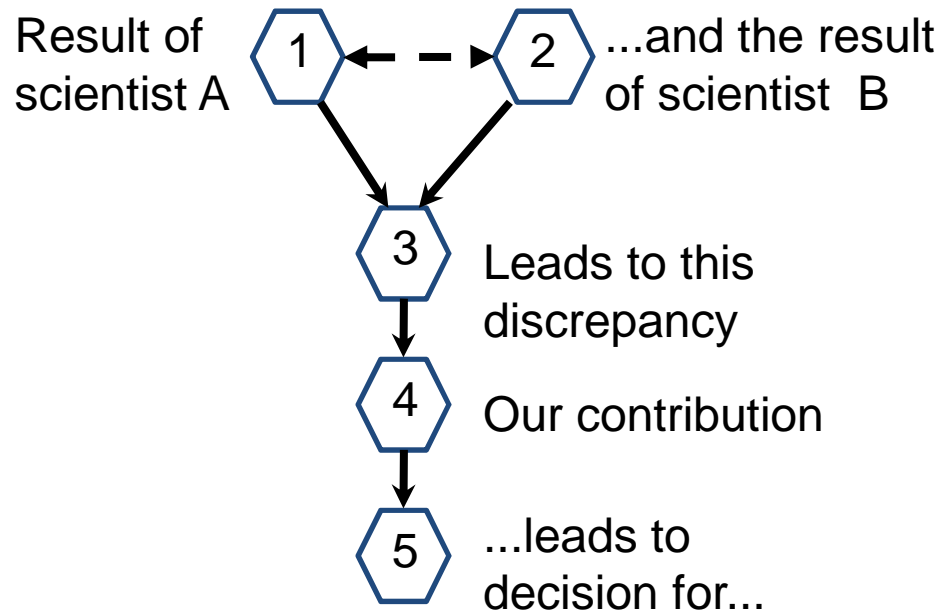 Result of
scientist A
1
2
...and the result
of scientist B
3
Leads to this
discrepancy
4
Our contribution
5
...leads to
decision for...